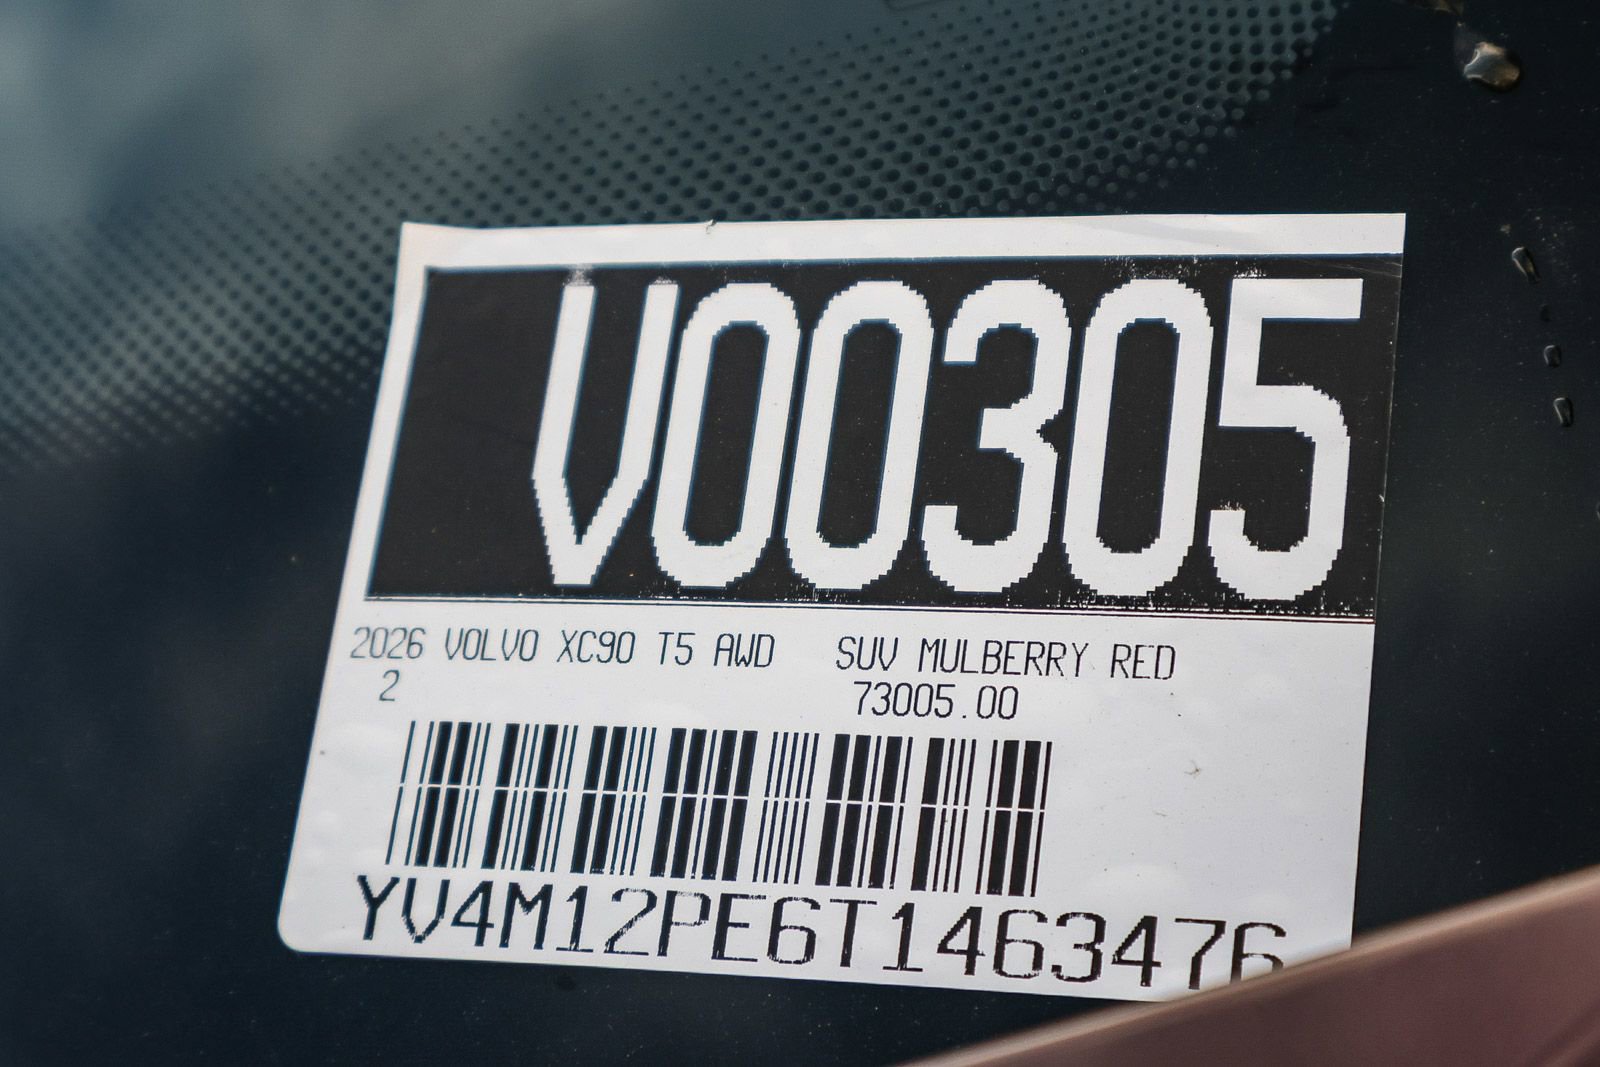 V00305
2026 VOLVO XC90 T5 AWD SUV MULBERRY RED
2 73005.00
YV4M12PE6T1463476